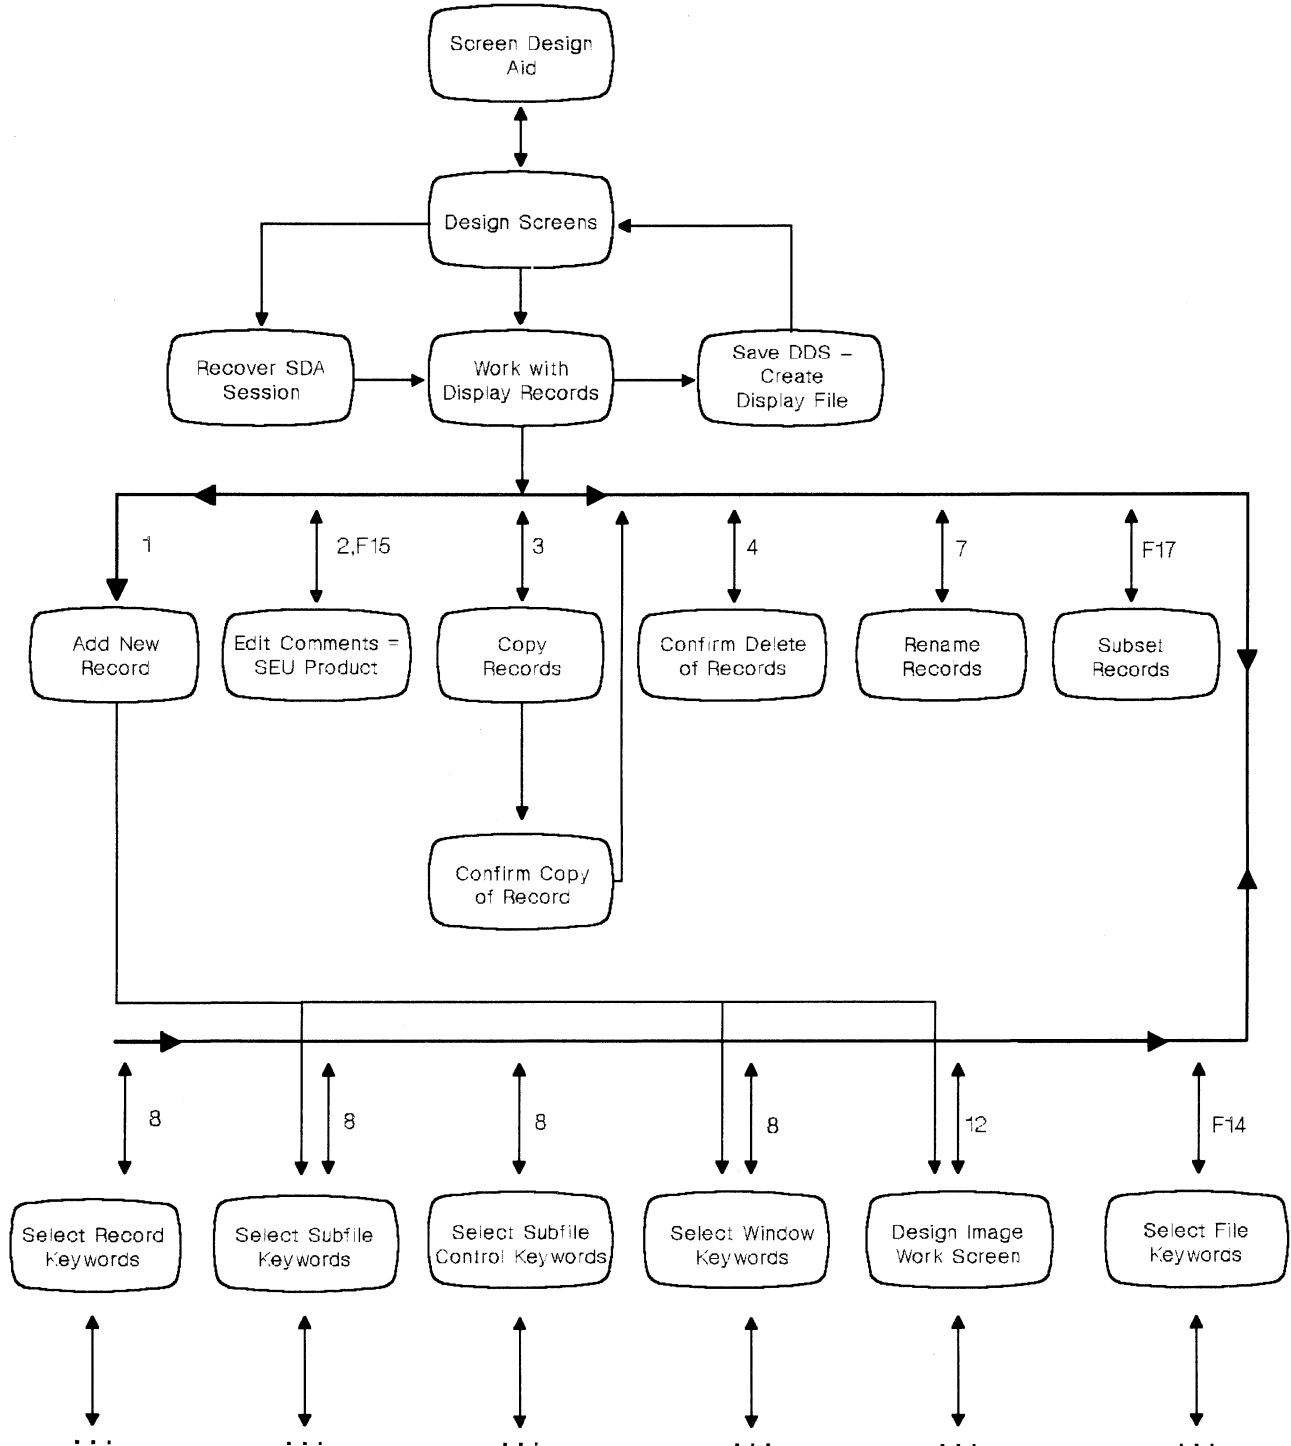 Screen Design
Aid
Design Screens
Recover SDA
Session
Work with
Display Records
Save DDS –
Create
Display File
1
2,F15
3
4
7
F17
Add New
Record
Edit Comments =
SEU Product
Copy
Records
Confirm Delete
of Records
Rename
Records
Subset
Records
Confirm Copy
of Record
8
8
8
8
12
F14
Select Record
Keywords
Select Subfile
Keywords
Select Subfile
Control Keywords
Select Window
Keywords
Design Image
Work Screen
Select File
Keywords
...
...
...
...
...
...